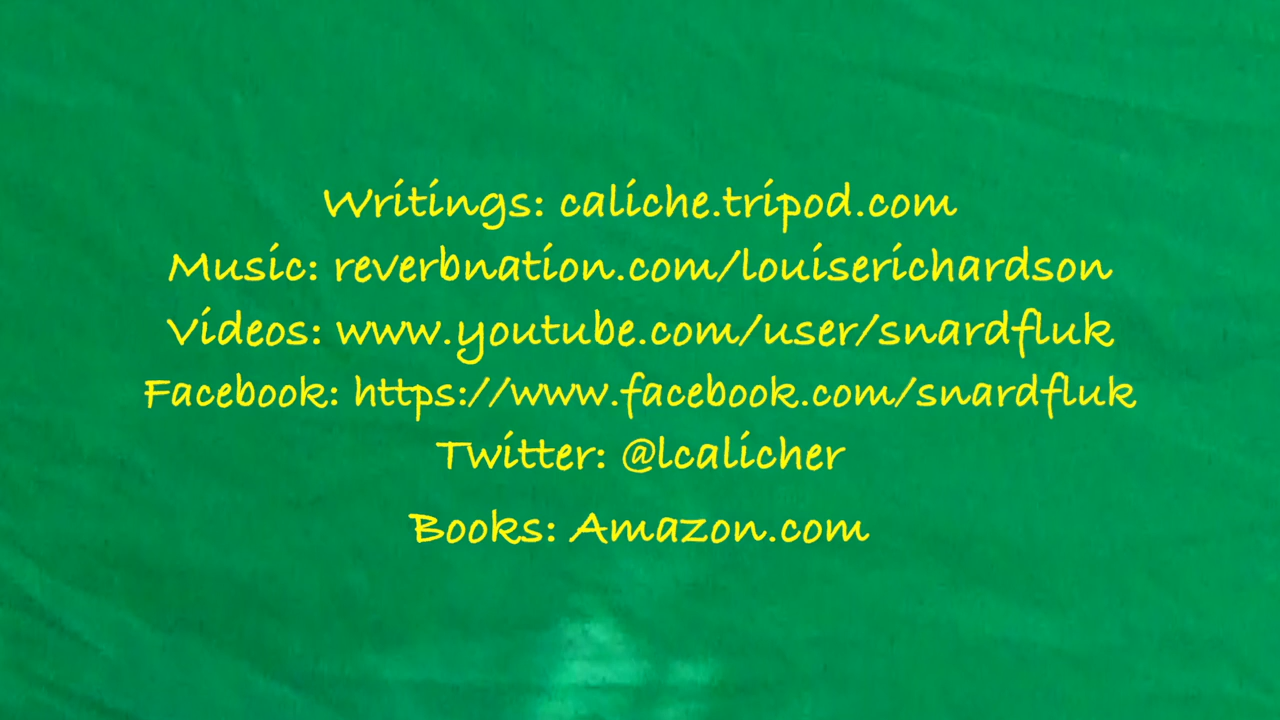 Writings: caliche.tripod.com
Music: reverbnation.com/louiserichardson
Videos: www.youtube.com/user/snardfluk
Facebook: https://www.facebook.com/snardfluk
Twitter: @lcalicher
Books: Amazon.com